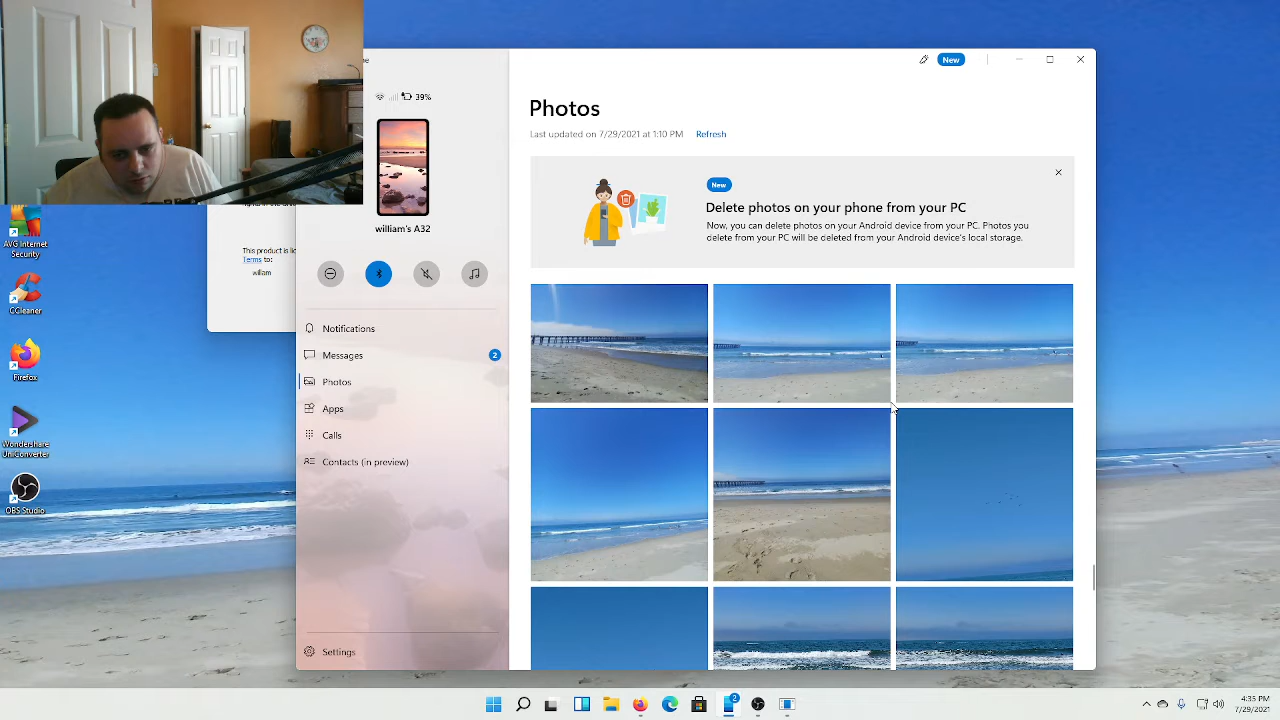 New
39%
Photos
Last updated on 7/29/2021 at 1:10 PM Refresh
New
Delete photos on your phone from your PC
Now, you can delete photos on your Android device from your PC. Photos you
delete from your PC will be deleted from your Android device's local storage.
william's A32
Notifications
Messages 2
Photos
Apps
Calls
Contacts (in preview)
Settings
This product is lic
Terms to:
william
AVG Internet
Security
CCleaner
Firefox
Wondershare
UniConverter
OBS Studio
2
4:35 PM
7/29/2021